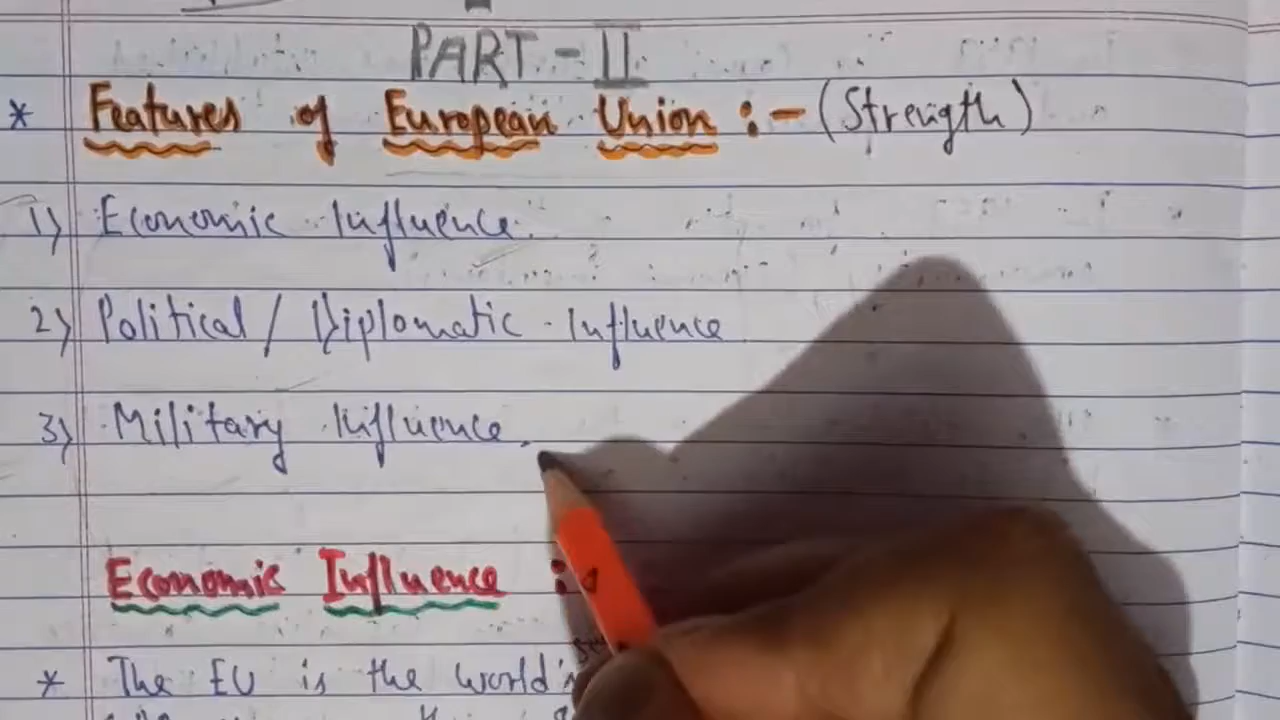 PART - II
* Features of European Union :- (Strength)
1) Economic Influence.
2) Political / Diplomatic Influence
3) Military Influence.
Economic Influence :-
* The EU is the world's